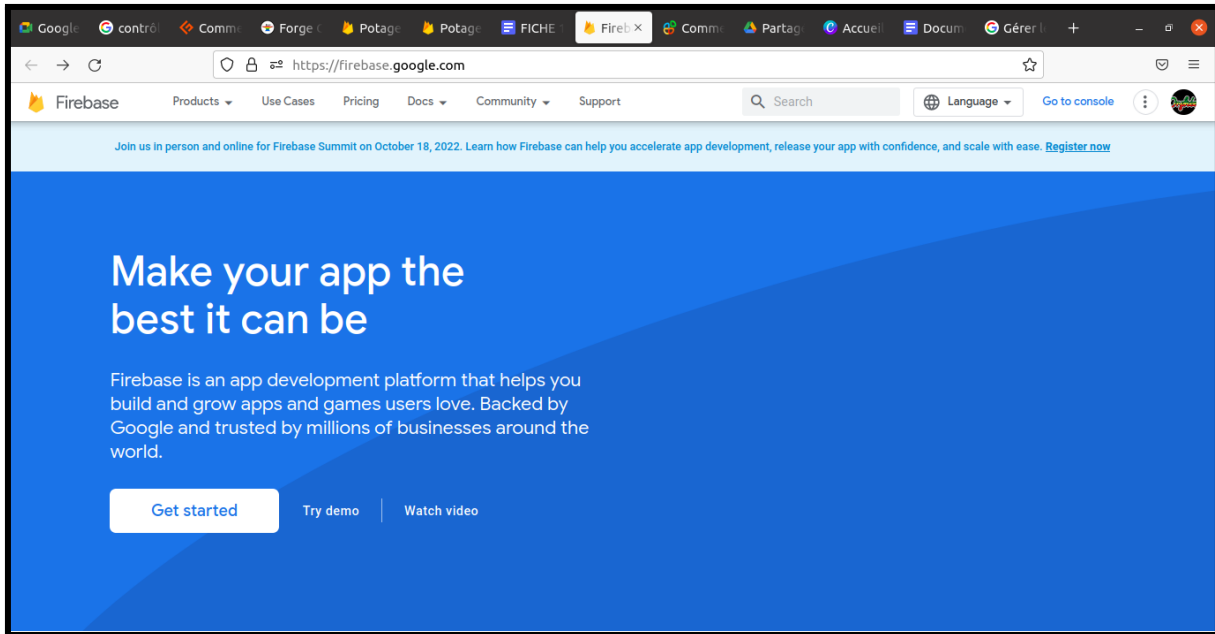 Google
contrôl
Comme
Forge
Potage
Potage
FICHE
Fireb
Comme
Partag
Accueil
Docum
Gérer
https://firebase.google.com
Firebase
Products
Use Cases
Pricing
Docs
Community
Support
Search
Language
Go to console
Join us in person and online for Firebase Summit on October 18, 2022. Learn how Firebase can help you accelerate app development, release your app with confidence, and scale with ease. Register now
Make your app the
best it can be
Firebase is an app development platform that helps you
build and grow apps and games users love. Backed by
Google and trusted by millions of businesses around the
world.
Get started
Try demo
Watch video